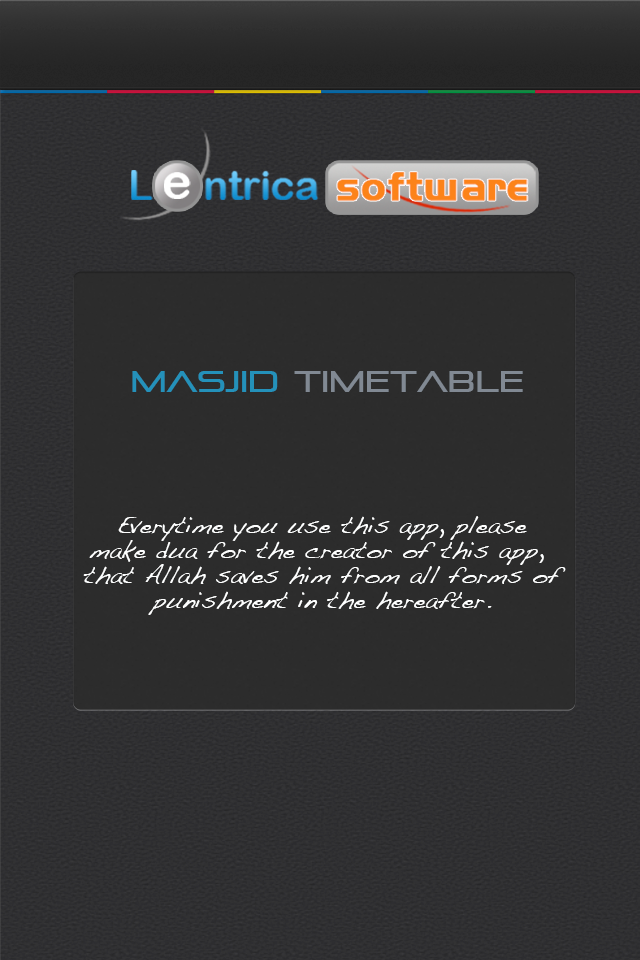 Lentrica software
MASJID TIMETABLE
Everytime you use this app, please
make dua for the creator of this app,
that Allah saves him from all forms of
punishment in the hereafter.